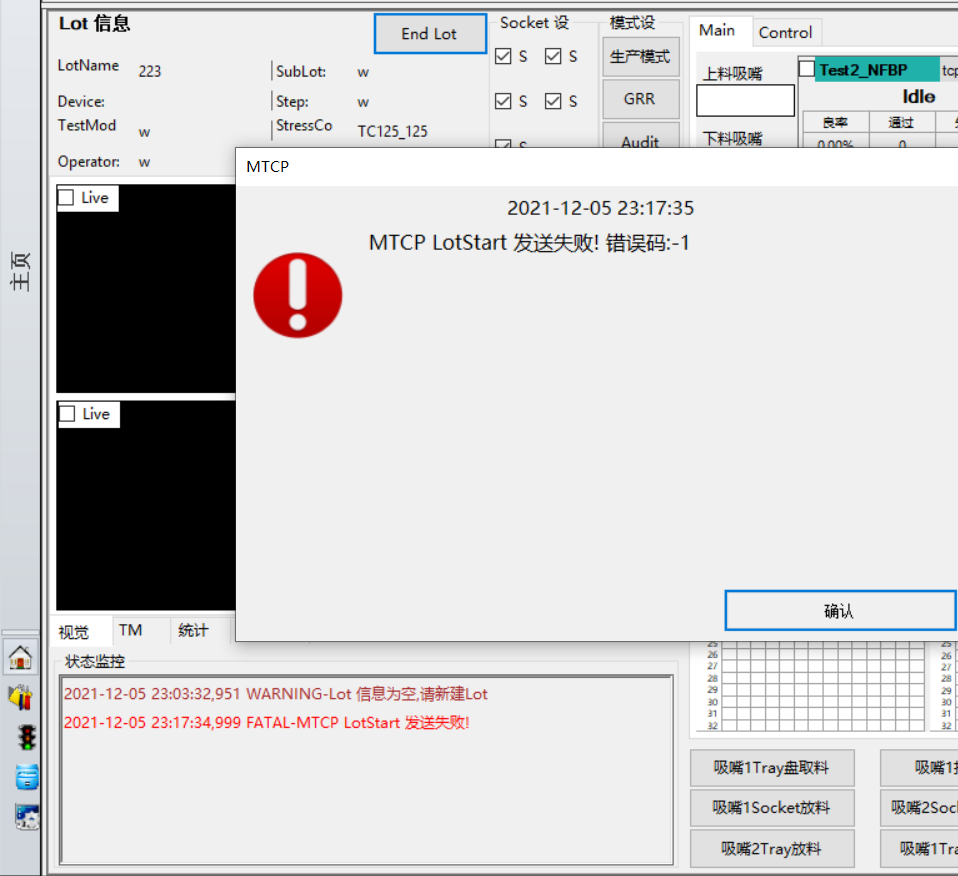 Lot 信息
End Lot
LotName 223 SubLot: w
Device: Step: w
TestMod w StressCo TC125_125
Operator: w
Socket 设
S S
S S
模式设
生产模式
GRR
Audit
Main Control
上料吸嘴
下料吸嘴
Test2_NFBP
Idle
良率 通过
0.00% 0
主页
Live
Live
MTCP
2021-12-05 23:17:35
MTCP LotStart 发送失败! 错误码:-1
确认
视觉 TM 统计
状态监控
2021-12-05 23:03:32,951 WARNING-Lot 信息为空,请新建Lot
2021-12-05 23:17:34,999 FATAL-MTCP LotStart 发送失败!
25 25
26 26
27 27
28 28
29 29
30 30
31 31
32 32
吸嘴1Tray盘取料
吸嘴1Socket放料
吸嘴2Tray放料
吸嘴1
吸嘴2Soc
吸嘴1Tra